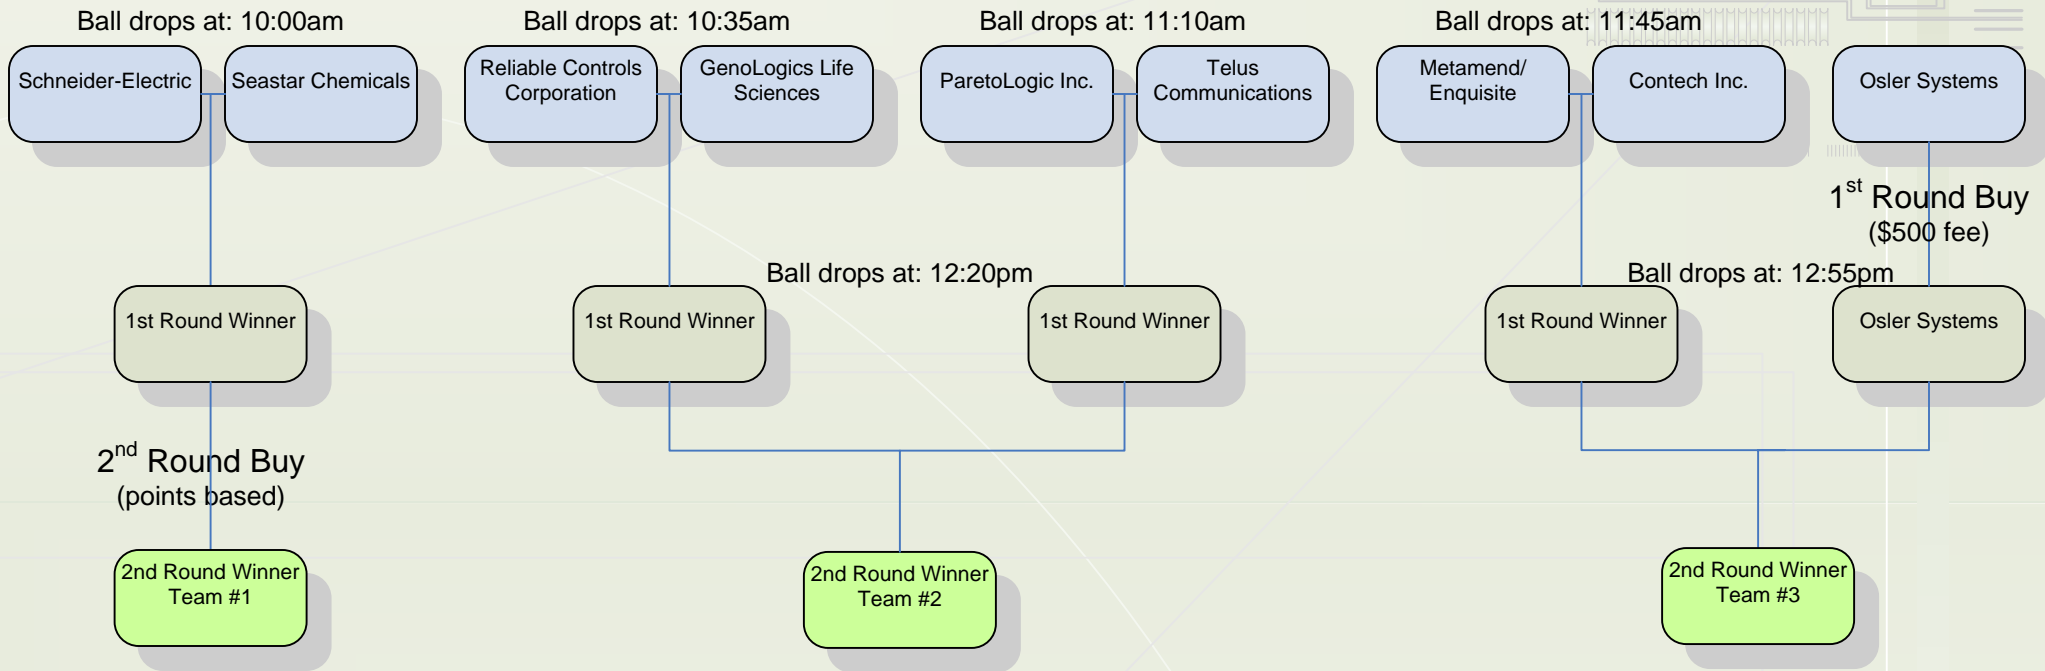 Ball drops at: 10:00am
Ball drops at: 10:35am
Ball drops at: 11:10am
Ball drops at: 11:45am
Schneider-Electric
Seastar Chemicals
Reliable Controls
Corporation
GenoLogics Life
Sciences
ParetoLogic Inc.
Telus
Communications
Metamend/
Enquisite
Contech Inc.
Osler Systems
1st Round Buy
($500 fee)
Ball drops at: 12:20pm
Ball drops at: 12:55pm
1st Round Winner
1st Round Winner
1st Round Winner
1st Round Winner
Osler Systems
2nd Round Buy
(points based)
2nd Round Winner
Team #1
2nd Round Winner
Team #2
2nd Round Winner
Team #3